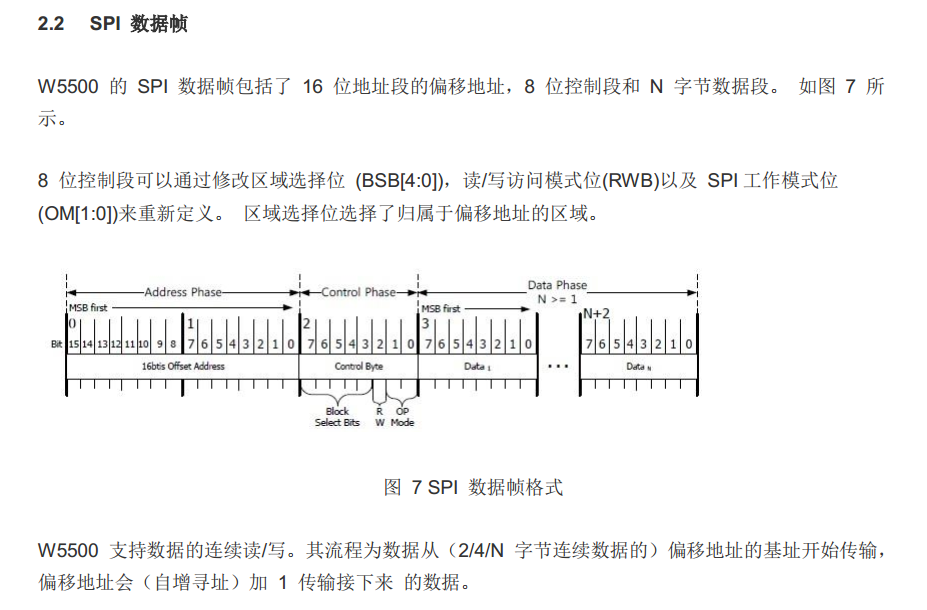 2.2 SPI 数据帧
W5500 的 SPI 数据帧包括了 16 位地址段的偏移地址，8 位控制段和 N 字节数据段。 如图 7 所
示。
8 位控制段可以通过修改区域选择位 (BSB[4:0])，读/写访问模式位(RWB)以及 SPI工作模式位
(OM[1:0])来重新定义。 区域选择位选择了归属于偏移地址的区域。
Address Phase Control Phase Data Phase
N >= 1
MSB first MSB first
0 1 2 3 N+2
Bit 15 14 13 12 11 10 9 8 7 6 5 4 3 2 1 0 7 6 5 4 3 2 1 0 7 6 5 4 3 2 1 0 7 6 5 4 3 2 1 0
16btis Offset Address Control Byte Data 1 ... Data N
Block R OP
Select Bits W Mode
图 7 SPI 数据帧格式
W5500 支持数据的连续读/写。其流程为数据从（2/4/N 字节连续数据的）偏移地址的基址开始传输，
偏移地址会（自增寻址）加 1 传输接下来 的数据。